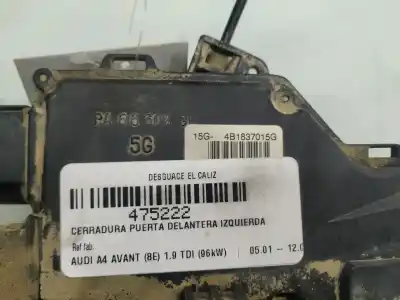 5G
15G- 4B1837015G
DESGUACE EL CALIZ
475222
CERRADURA PUERTA DELANTERA IZQUIERDA
Ref fab:
AUDI A4 AVANT (8E) 1.9 TDI (96kW) 05.01 – 12.0